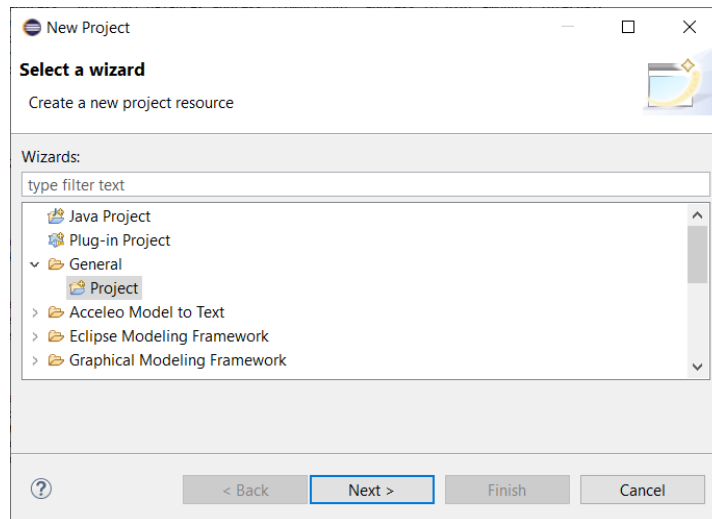 New Project
Select a wizard
Create a new project resource
Wizards:
type filter text
Java Project
Plug-in Project
General
Project
Acceleo Model to Text
Eclipse Modeling Framework
Graphical Modeling Framework
? < Back Next > Finish Cancel